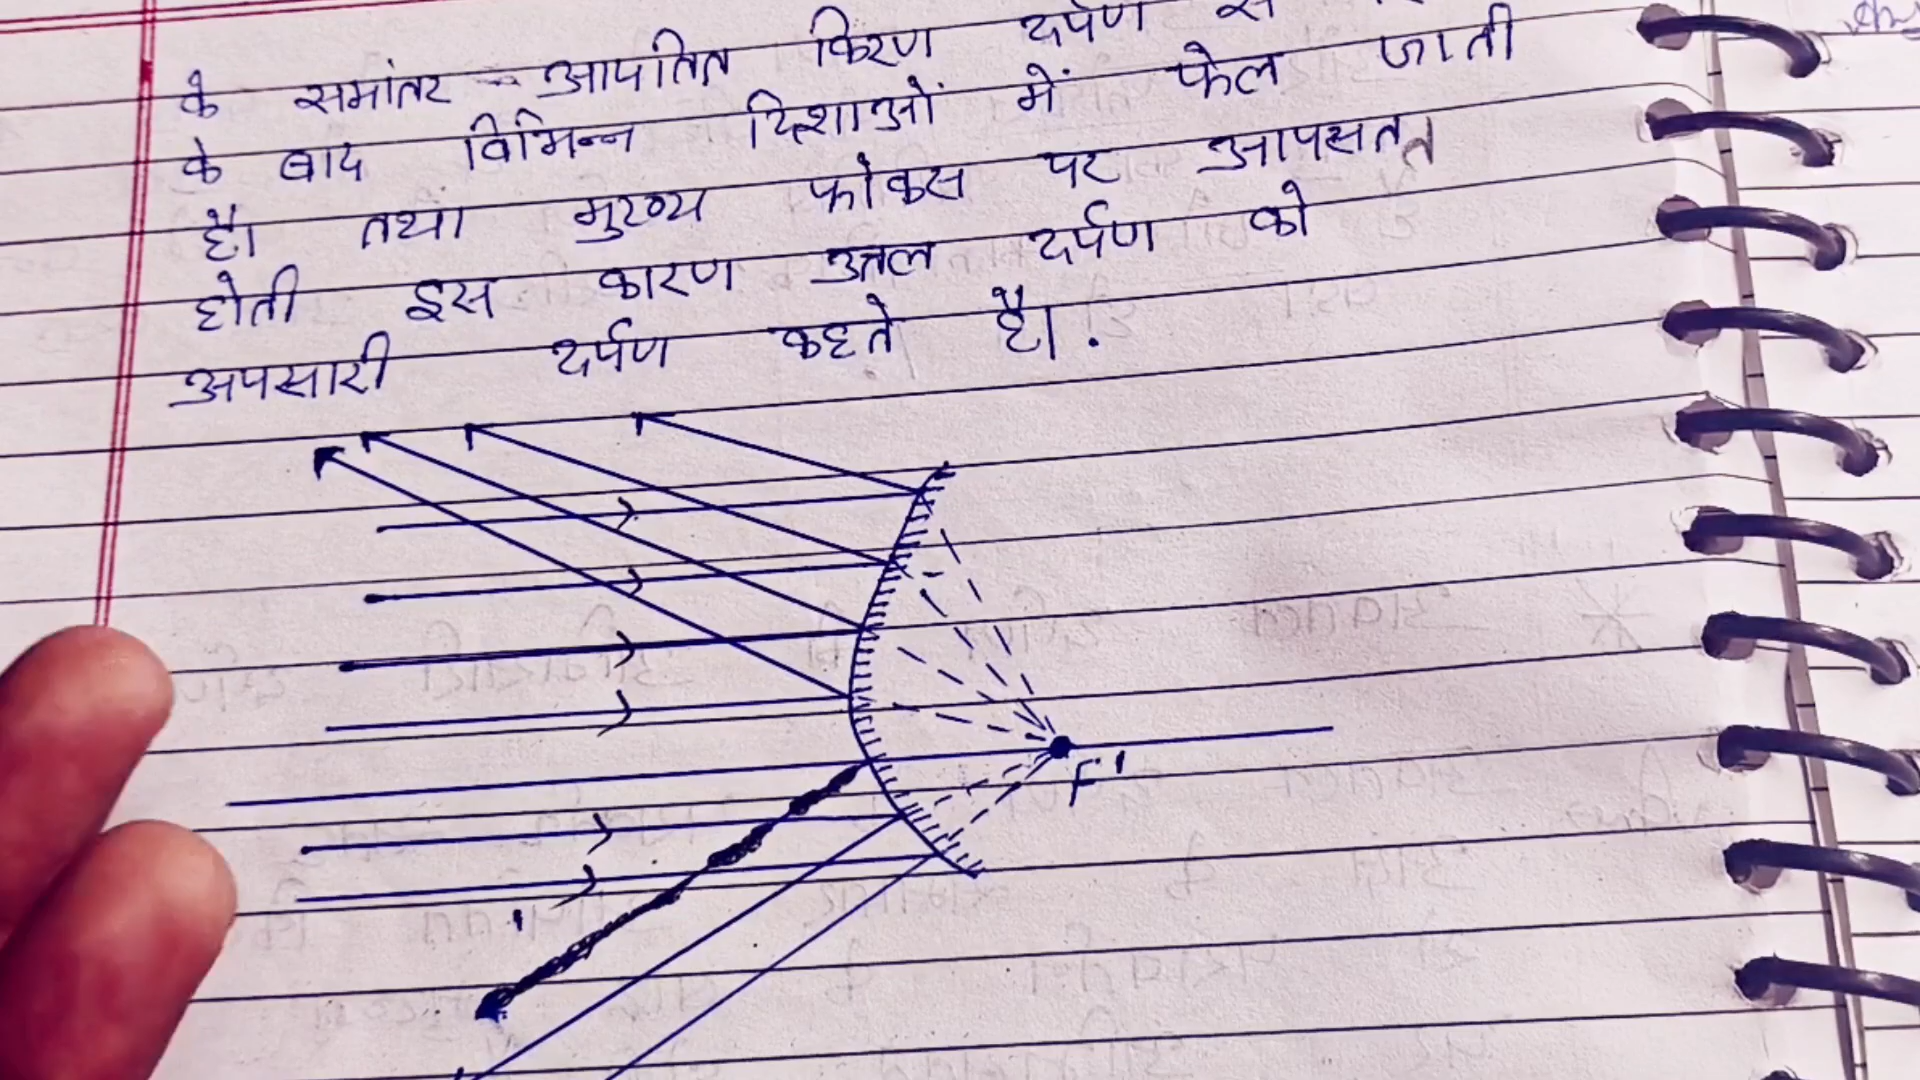 के समांतर आपतित किरण दर्पण से
के बाद विभिन्न दिशाओं में फेल जाती
है। तथा मुख्य फोकस पर आपसतत
होती इस कारण उत्तल दर्पण को
अपसारी दर्पण कहते है।.
F'